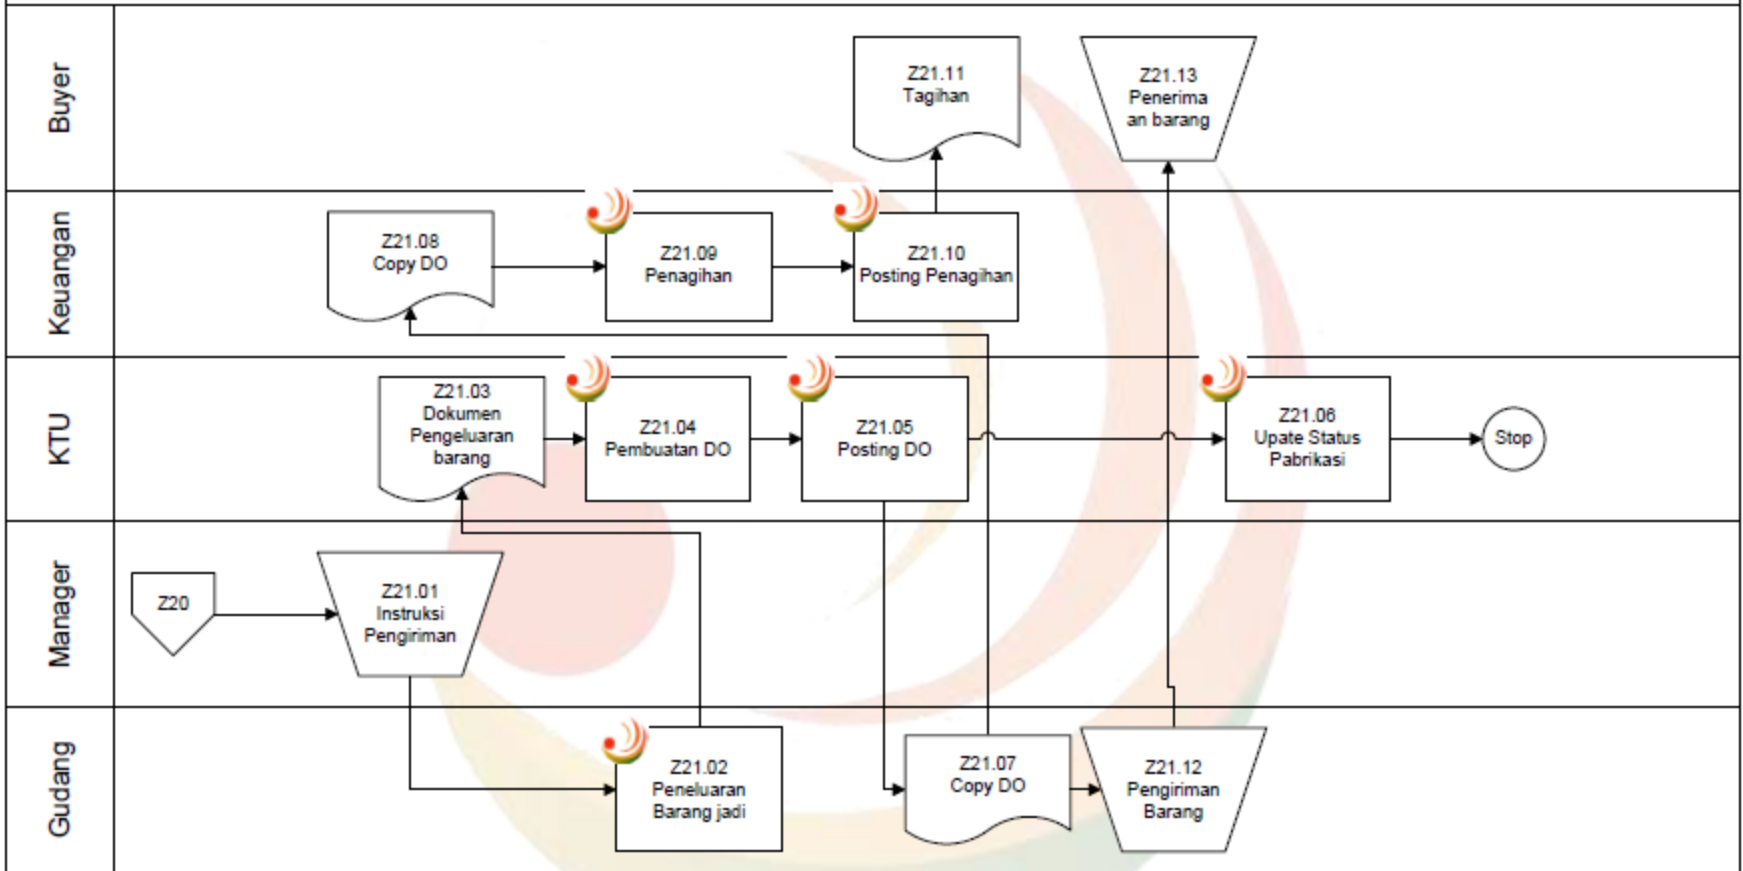 Buyer
Z21.11
Tagihan
Z21.13
Penerima
an barang
Keuangan
Z21.08
Copy DO
Z21.09
Penagihan
Z21.10
Posting Penagihan
KTU
Z21.03
Dokumen
Pengeluaran
barang
Z21.04
Pembuatan DO
Z21.05
Posting DO
Z21.06
Upate Status
Pabrikasi
Stop
Manager
Z20
Z21.01
Instruksi
Pengiriman
Gudang
Z21.02
Peneluaran
Barang jadi
Z21.07
Copy DO
Z21.12
Pengiriman
Barang